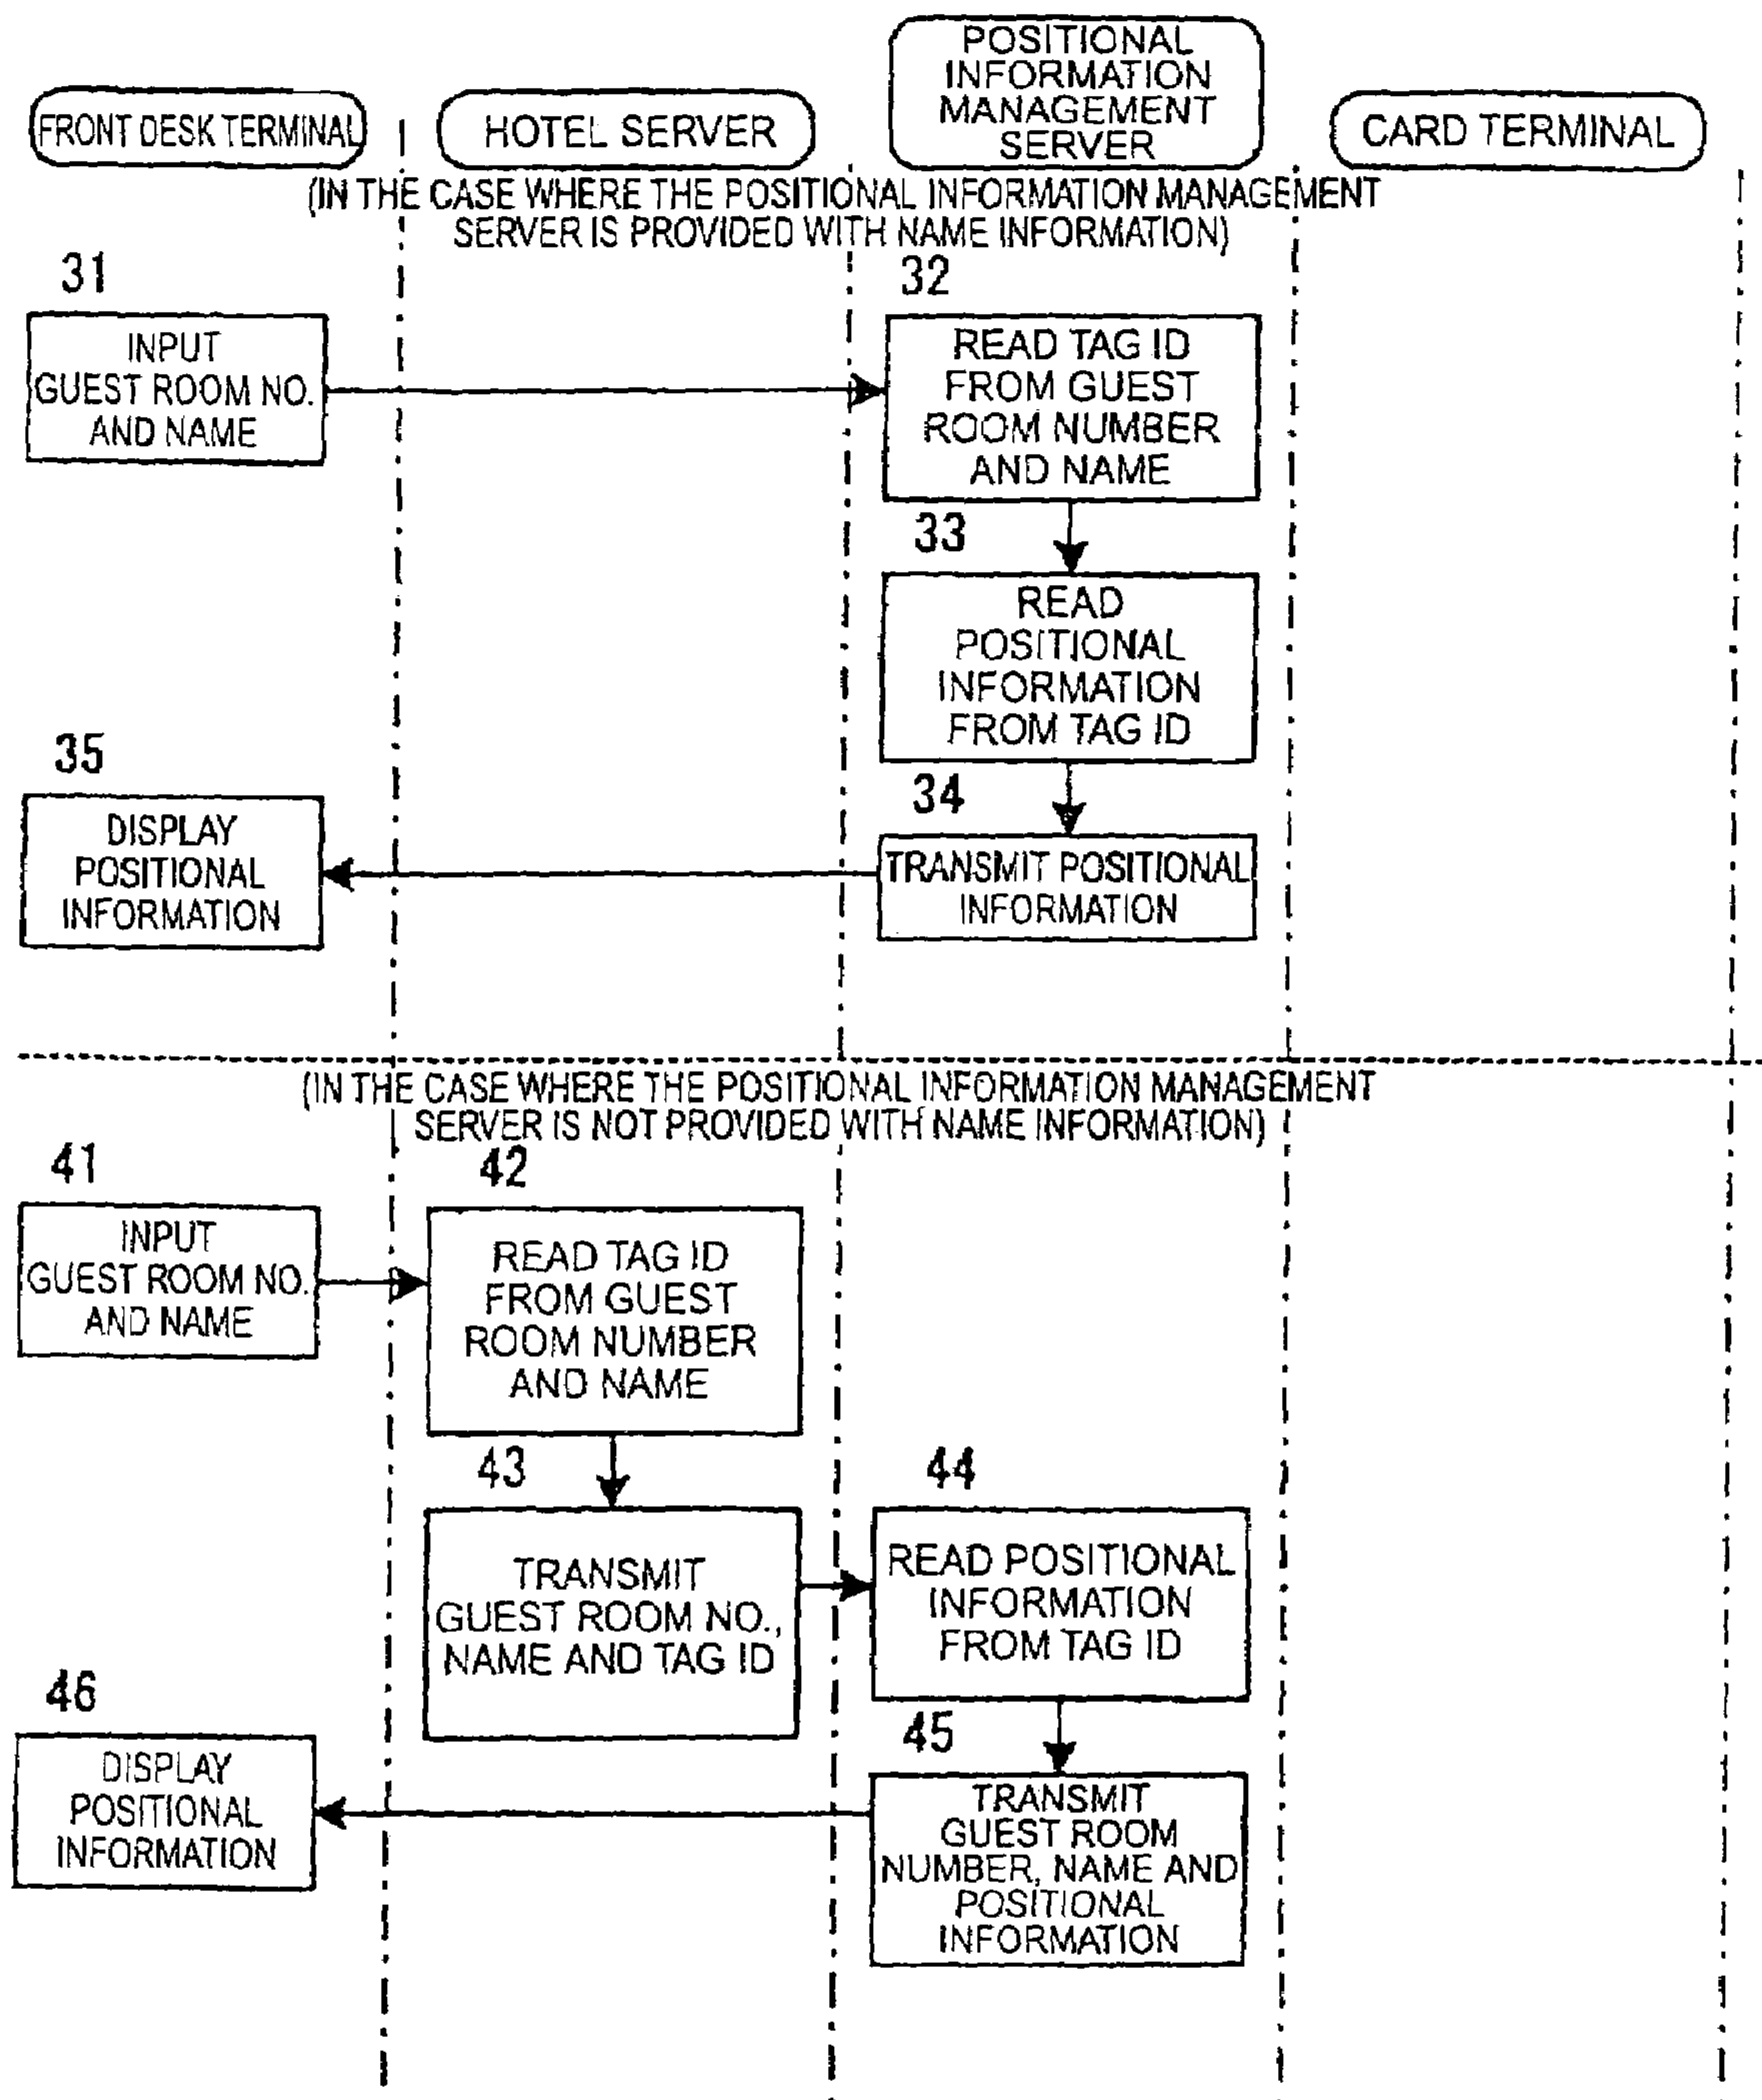 FRONT DESK TERMINAL
HOTEL SERVER
POSITIONAL
INFORMATION
MANAGEMENT
SERVER
CARD TERMINAL
(IN THE CASE WHERE THE POSITIONAL INFORMATION MANAGEMENT
SERVER IS PROVIDED WITH NAME INFORMATION)
31
INPUT
GUEST ROOM NO.
AND NAME
32
READ TAG ID
FROM GUEST
ROOM NUMBER
AND NAME
33
READ
POSITIONAL
INFORMATION
FROM TAG ID
34
TRANSMIT POSITIONAL
INFORMATION
35
DISPLAY
POSITIONAL
INFORMATION
(IN THE CASE WHERE THE POSITIONAL INFORMATION MANAGEMENT
SERVER IS NOT PROVIDED WITH NAME INFORMATION)
41
INPUT
GUEST ROOM NO.
AND NAME
42
READ TAG ID
FROM GUEST
ROOM NUMBER
AND NAME
43
TRANSMIT
GUEST ROOM NO.,
NAME AND TAG ID
44
READ POSITIONAL
INFORMATION
FROM TAG ID
45
TRANSMIT
GUEST ROOM
NUMBER, NAME AND
POSITIONAL
INFORMATION
46
DISPLAY
POSITIONAL
INFORMATION